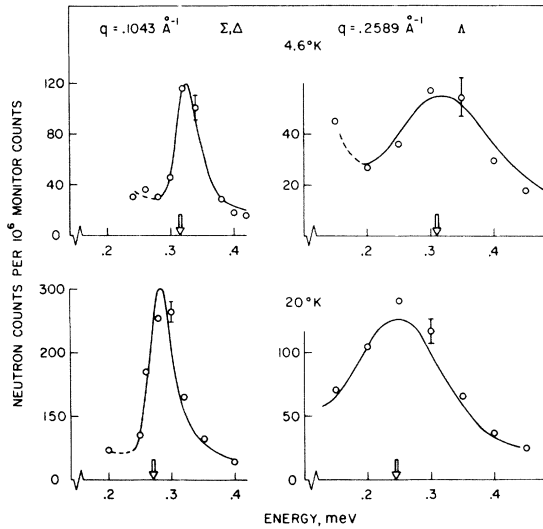 q = .1043 Å⁻¹ Σ,Δ
q = .2589 Å⁻¹ Λ
4.6°K
120
80
40
0
.2 .3 .4
40
20
.2 .3 .4
20°K
300
200
150
0
.2 .3 .4
100
50
0
.2 .3 .4
NEUTRON COUNTS PER 10⁶ MONITOR COUNTS
ENERGY, meV